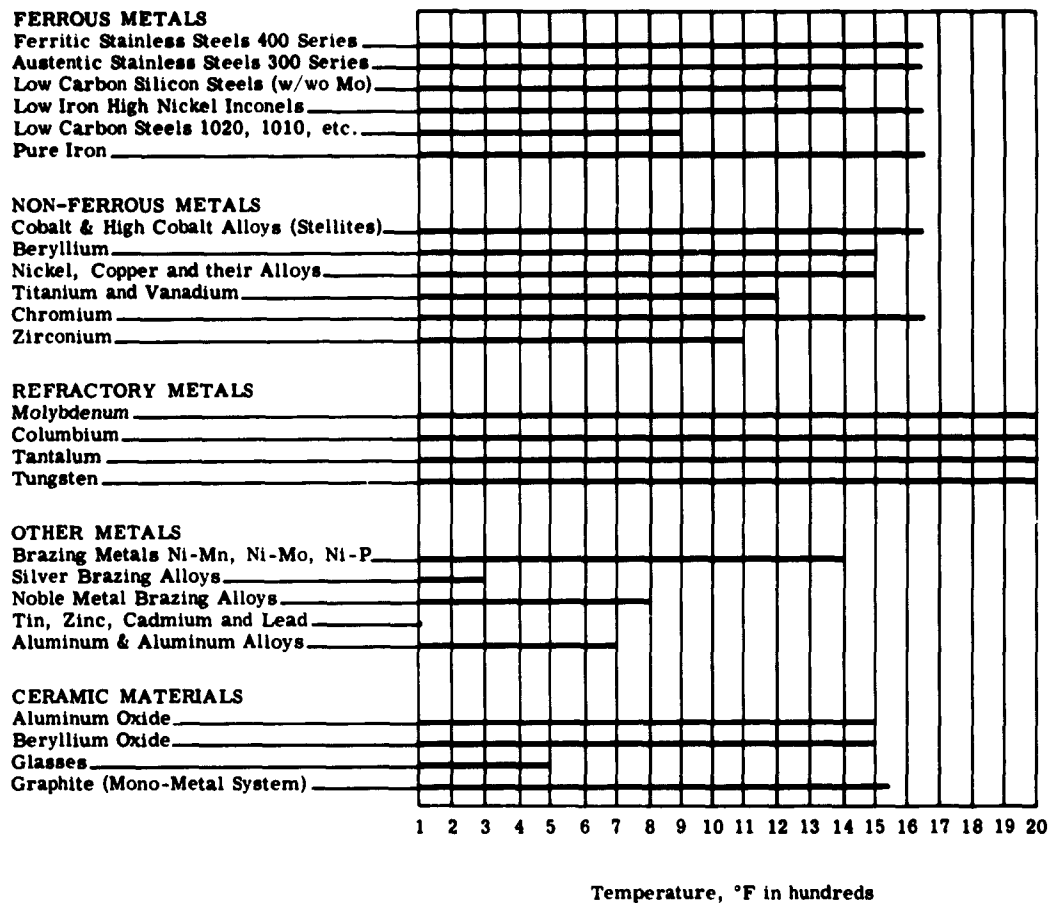 FERROUS METALS
Ferritic Stainless Steels 400 Series
Austentic Stainless Steels 300 Series
Low Carbon Silicon Steels (w/wo Mo)
Low Iron High Nickel Inconels
Low Carbon Steels 1020, 1010, etc.
Pure Iron
NON-FERROUS METALS
Cobalt & High Cobalt Alloys (Stellites)
Beryllium
Nickel, Copper and their Alloys
Titanium and Vanadium
Chromium
Zirconium
REFRACTORY METALS
Molybdenum
Columbium
Tantalum
Tungsten
OTHER METALS
Brazing Metals Ni-Mn, Ni-Mo, Ni-P
Silver Brazing Alloys
Noble Metal Brazing Alloys
Tin, Zinc, Cadmium and Lead
Aluminum & Aluminum Alloys
CERAMIC MATERIALS
Aluminum Oxide
Beryllium Oxide
Glasses
Graphite (Mono-Metal System)
1 2 3 4 5 6 7 8 9 10 11 12 13 14 15 16 17 18 19 20
Temperature, °F in hundreds